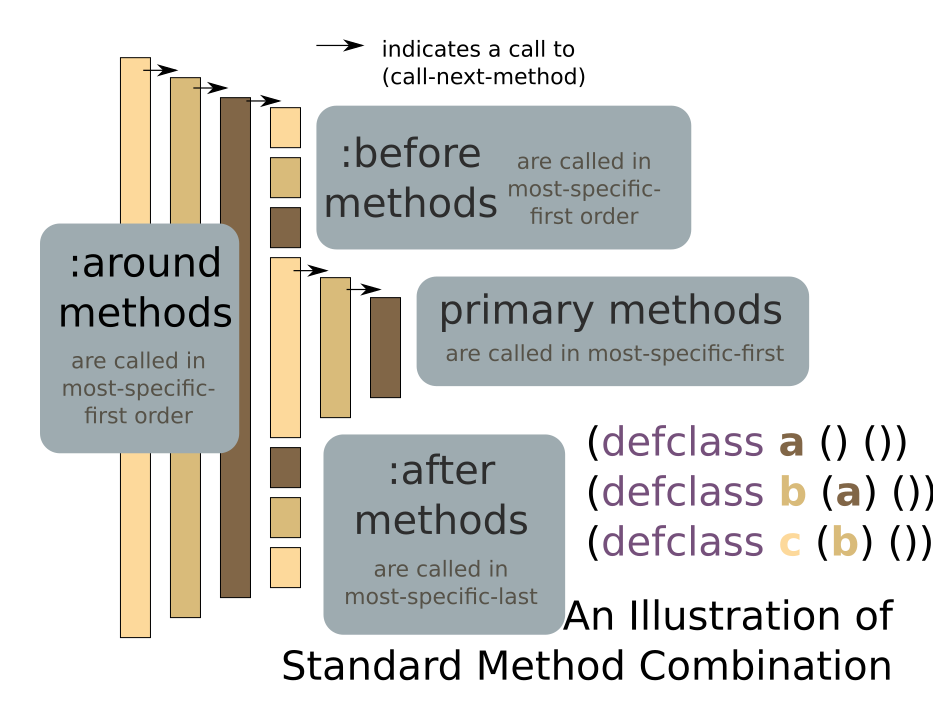 indicates a call to
(call-next-method)
:before
methods
are called in
most-specific-
first order
:around
methods
are called in
most-specific-
first order
primary methods
are called in most-specific-first
:after
methods
are called in
most-specific-last
(defclass a () ())
(defclass b (a) ())
(defclass c (b) ())
An Illustration of
Standard Method Combination